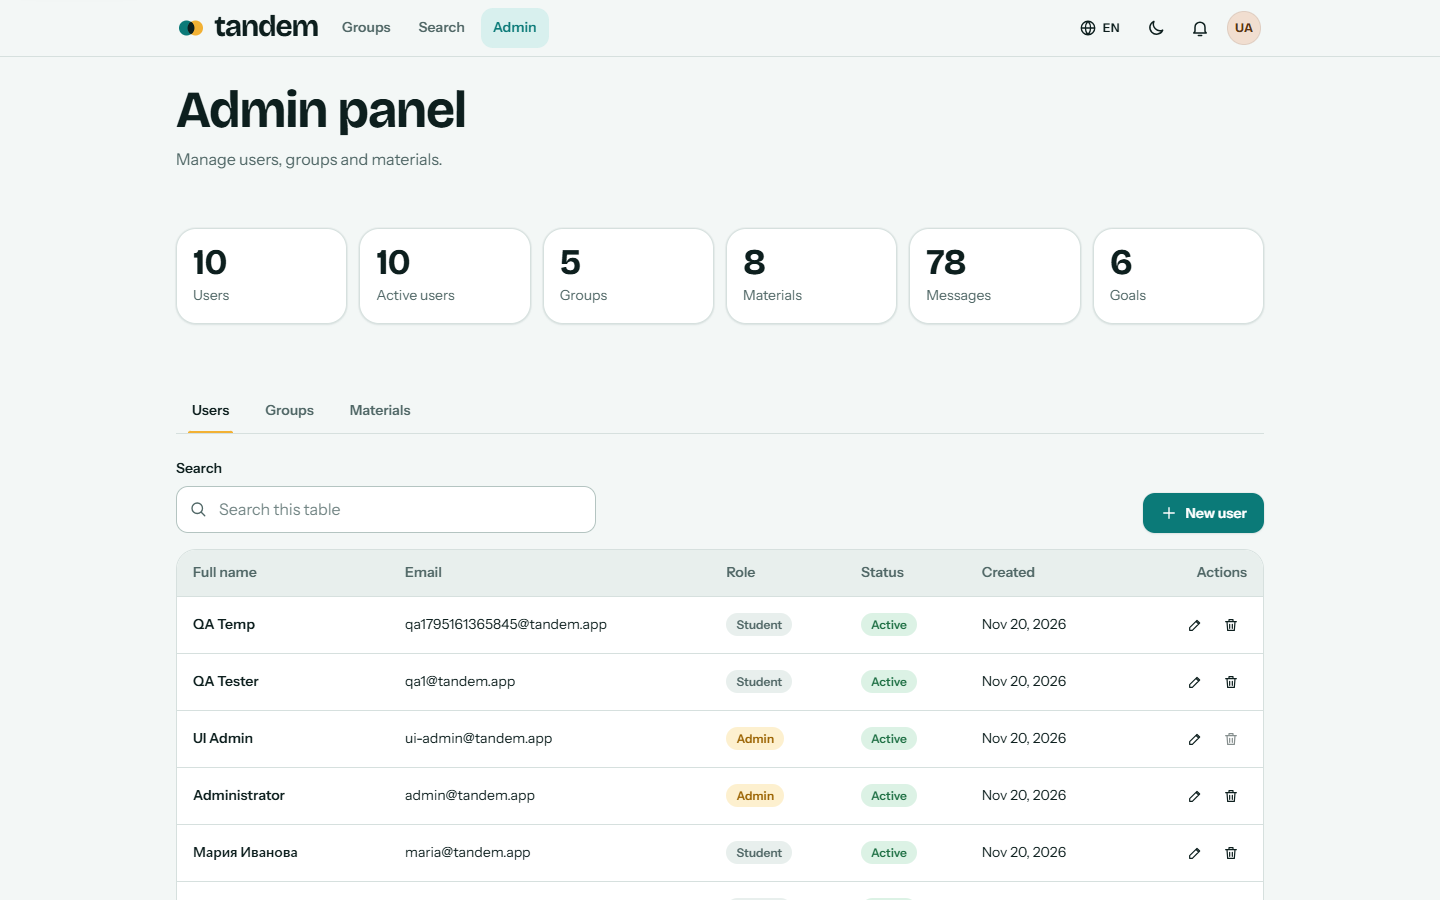 tandem Groups Search Admin EN UA
Admin panel
Manage users, groups and materials.
10 10 5 8 78 6
Users Active users Groups Materials Messages Goals
Users Groups Materials
Search
Search this table
New user
Full name Email Role Status Created Actions
QA Temp qa1795161365845@tandem.app Student Active Nov 20, 2026
QA Tester qa1@tandem.app Student Active Nov 20, 2026
UI Admin ui-admin@tandem.app Admin Active Nov 20, 2026
Administrator admin@tandem.app Admin Active Nov 20, 2026
Мария Иванова maria@tandem.app Student Active Nov 20, 2026